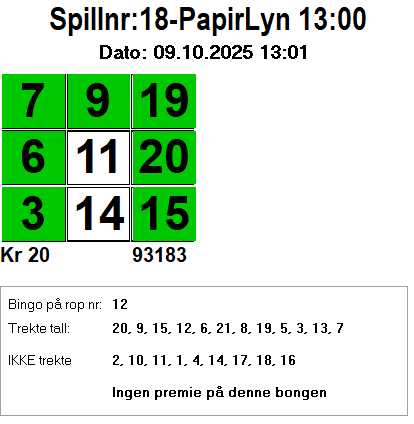 Spillnr:18-PapirLyn 13:00
Dato: 09.10.2025 13:01
7 9 19
6 11 20
3 14 15
Kr 20 93183
Bingo på rop nr: 12
Trekte tall: 20, 9, 15, 12, 6, 21, 8, 19, 5, 3, 13, 7
IKKE trekte 2, 10, 11, 1, 4, 14, 17, 18, 16
Ingen premie på denne bongen